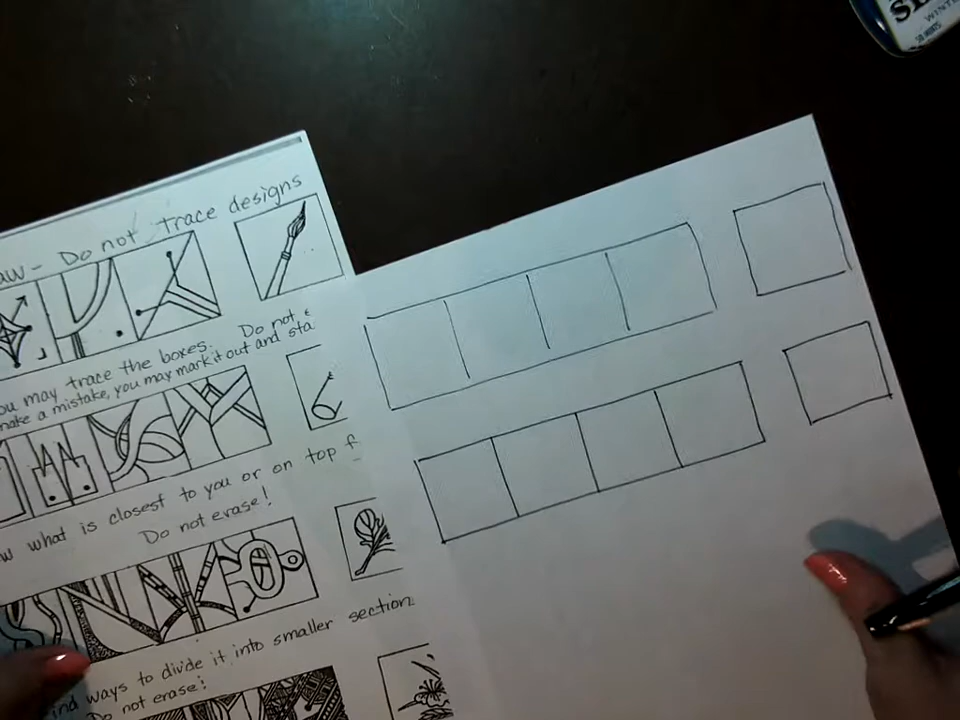 Do not trace designs
you may trace the boxes. Do not
make a mistake, you may mark it out and sta
what is closest to you or on top f
Do not erase!
ways to divide it into smaller section
Do not erase!
WINT